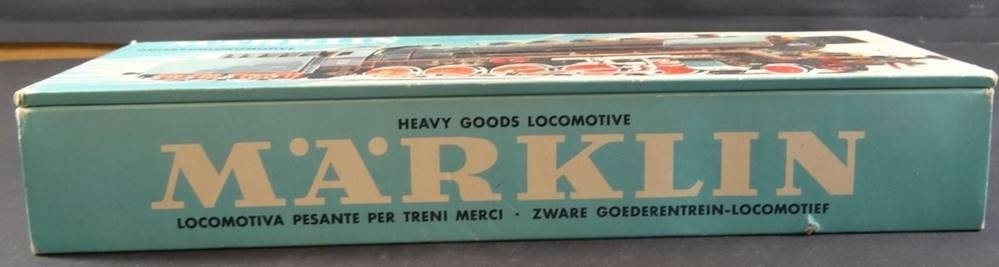 HEAVY GOODS LOCOMOTIVE
MÄRKLIN
LOCOMOTIVA PESANTE PER TRENI MERCI · ZWARE GOEDERENTREIN-LOCOMOTIEF